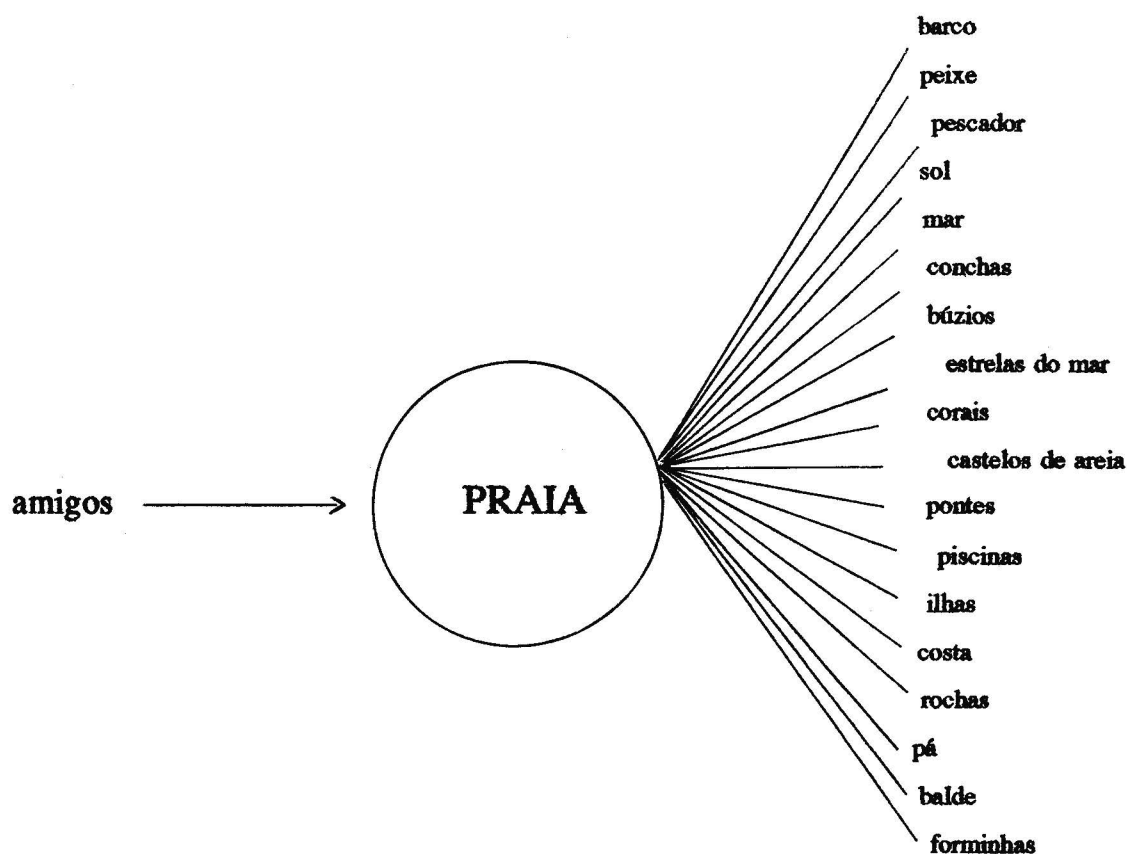 barco
peixe
pescador
sol
mar
conchas
búzios
estrelas do mar
corais
castelos de areia
amigos
PRAIA
pontes
piscinas
ilhas
costa
rochas
pá
balde
forminhas